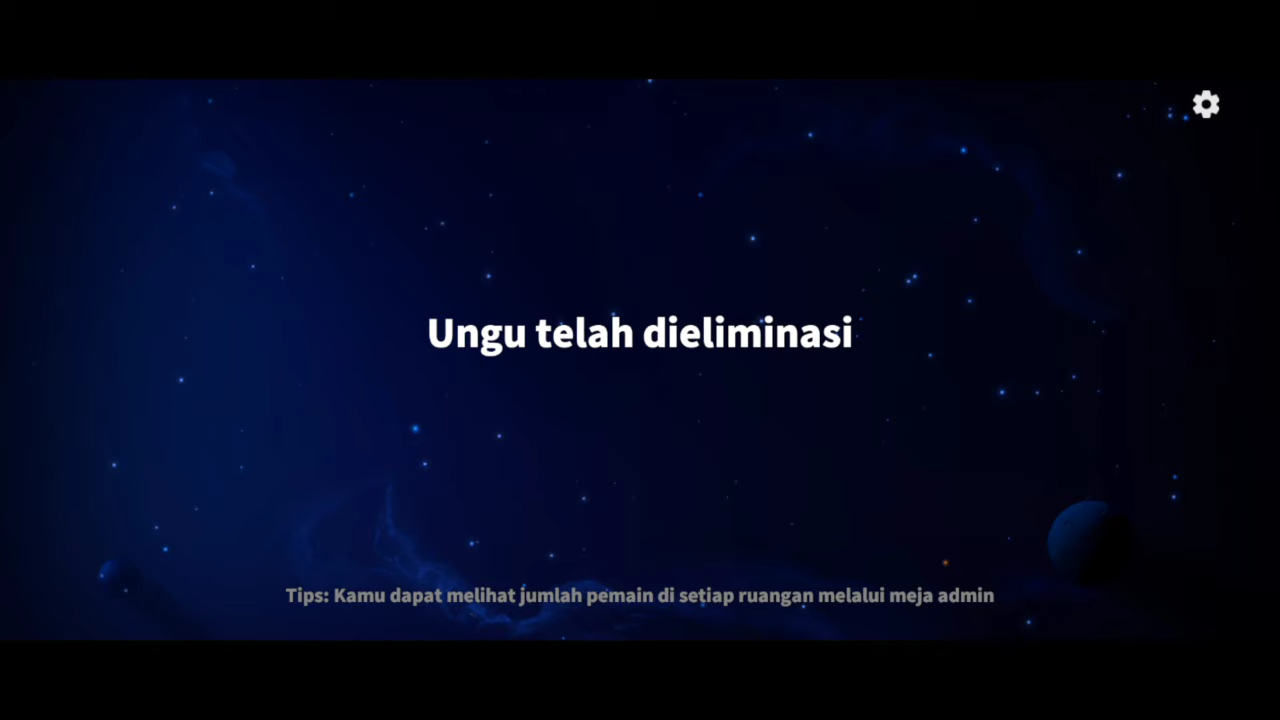 Ungu telah dieliminasi
Tips: Kamu dapat melihat jumlah pemain di setiap ruangan melalui meja admin